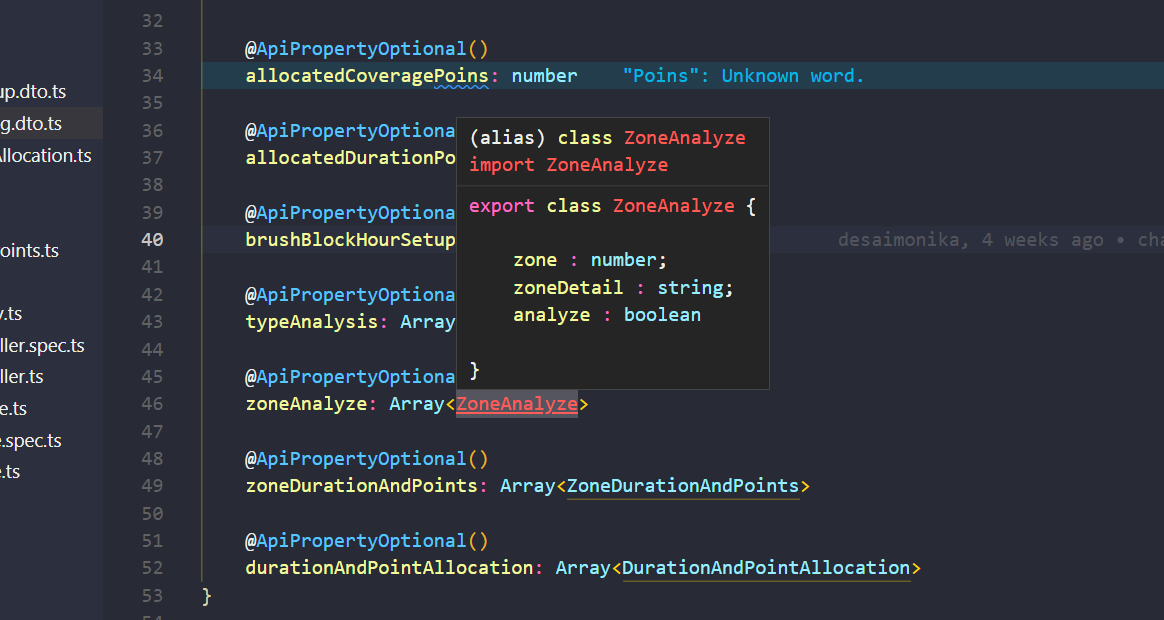 32
33 @ApiPropertyOptional()
up.dto.ts
34 allocatedCoveragePoins: number "Poins": Unknown word.
35
g.dto.ts
36 @ApiPropertyOptiona
(alias) class ZoneAnalyze
llocation.ts
37 allocatedDurationPo
import ZoneAnalyze
38
39 @ApiPropertyOptiona
export class ZoneAnalyze {
40 brushBlockHourSetup
desaimonika, 4 weeks ago • cha
oints.ts
41
zone : number;
42 @ApiPropertyOptiona
zoneDetail : string;
.ts
43 typeAnalysis: Array
analyze : boolean
ller.spec.ts
44
ller.ts
45 @ApiPropertyOptiona
}
e.ts
46 zoneAnalyze: Array<ZoneAnalyze>
47
.spec.ts
48 @ApiPropertyOptional()
.ts
49 zoneDurationAndPoints: Array<ZoneDurationAndPoints>
50
51 @ApiPropertyOptional()
52 durationAndPointAllocation: Array<DurationAndPointAllocation>
53 }